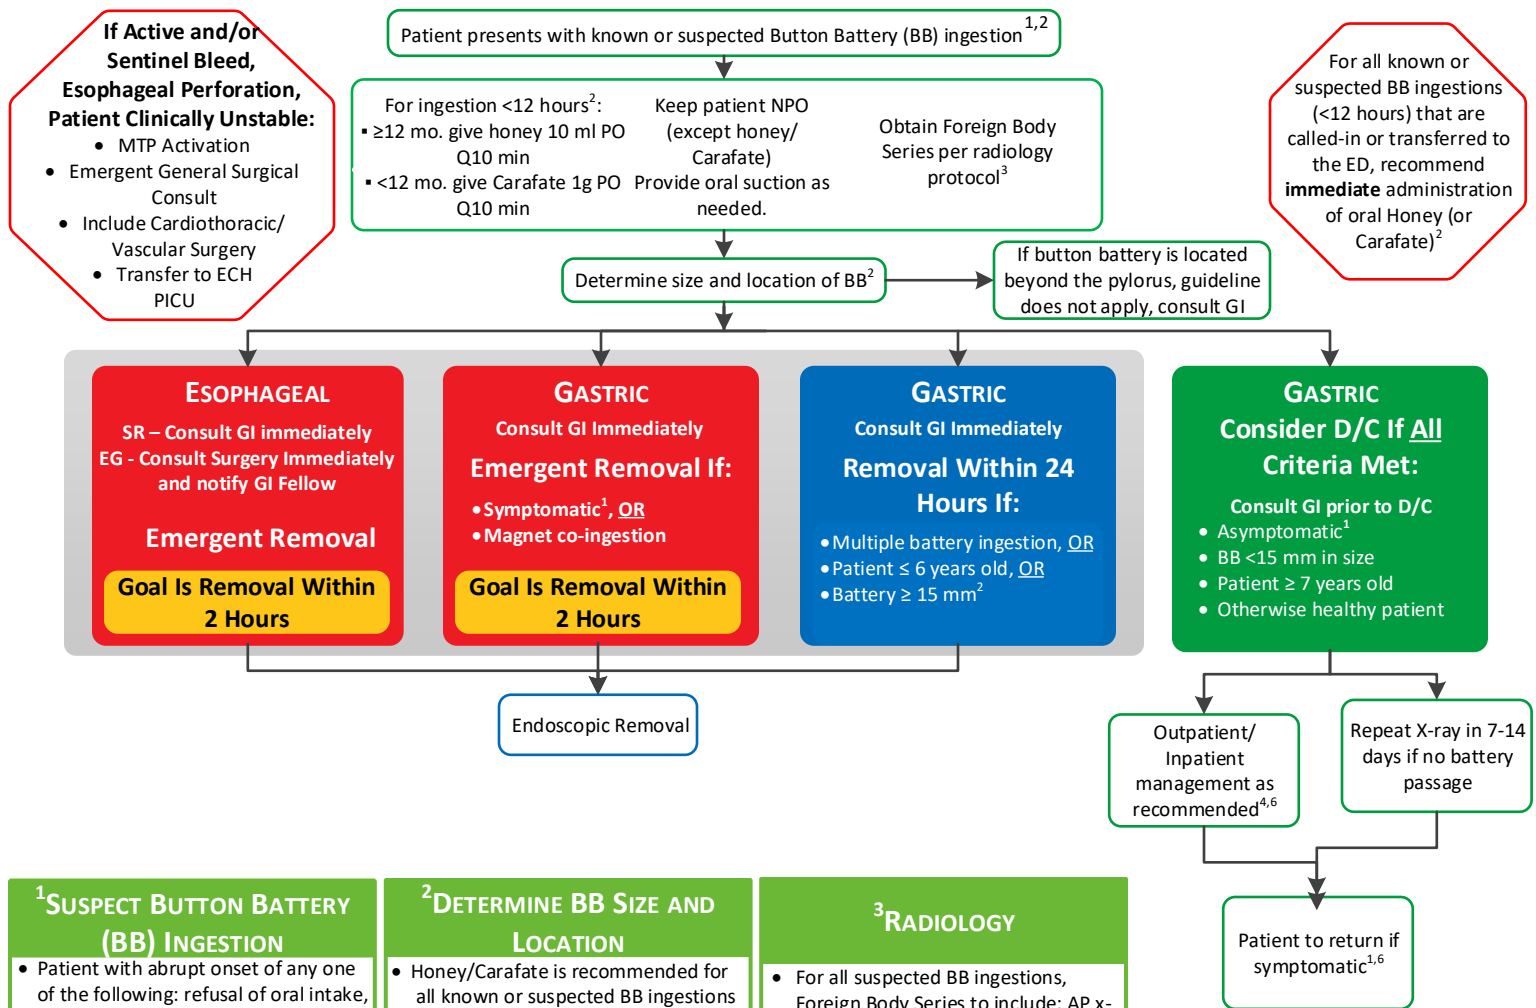 If Active and/or
Sentinel Bleed,
Esophageal Perforation,
Patient Clinically Unstable:
• MTP Activation
• Emergent General Surgical
Consult
• Include Cardiothoracic/
Vascular Surgery
• Transfer to ECH
PICU
Patient presents with known or suspected Button Battery (BB) ingestion1,2
For ingestion <12 hours2:
▪ ≥12 mo. give honey 10 ml PO
Q10 min
▪ <12 mo. give Carafate 1g PO
Q10 min
Keep patient NPO
(except honey/
Carafate)
Provide oral suction as
needed.
Obtain Foreign Body
Series per radiology
protocol3
For all known or
suspected BB ingestions
(<12 hours) that are
called-in or transferred to
the ED, recommend
immediate administration
of oral Honey (or
Carafate)2
Determine size and location of BB2
If button battery is located
beyond the pylorus, guideline
does not apply, consult GI
ESOPHAGEAL
SR – Consult GI immediately
EG - Consult Surgery Immediately
and notify GI Fellow
Emergent Removal
Goal Is Removal Within
2 Hours
GASTRIC
Consult GI Immediately
Emergent Removal If:
• Symptomatic1, OR
• Magnet co-ingestion
Goal Is Removal Within
2 Hours
GASTRIC
Consult GI Immediately
Removal Within 24
Hours If:
• Multiple battery ingestion, OR
• Patient ≤ 6 years old, OR
• Battery ≥ 15 mm2
GASTRIC
Consider D/C If All
Criteria Met:
Consult GI prior to D/C
• Asymptomatic1
• BB <15 mm in size
• Patient ≥ 7 years old
• Otherwise healthy patient
Endoscopic Removal
Outpatient/
Inpatient
management as
recommended4,6
Repeat X-ray in 7-14
days if no battery
passage
Patient to return if
symptomatic1,6
1SUSPECT BUTTON BATTERY
(BB) INGESTION
• Patient with abrupt onset of any one
of the following: refusal of oral intake,
2DETERMINE BB SIZE AND
LOCATION
• Honey/Carafate is recommended for
all known or suspected BB ingestions
3RADIOLOGY
• For all suspected BB ingestions,
Foreign Body Series to include: AP x-